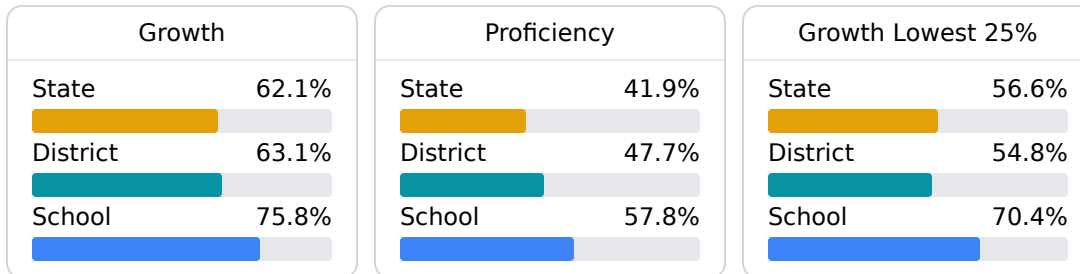 Growth
State 62.1%
District 63.1%
School 75.8%
Proficiency
State 41.9%
District 47.7%
School 57.8%
Growth Lowest 25%
State 56.6%
District 54.8%
School 70.4%